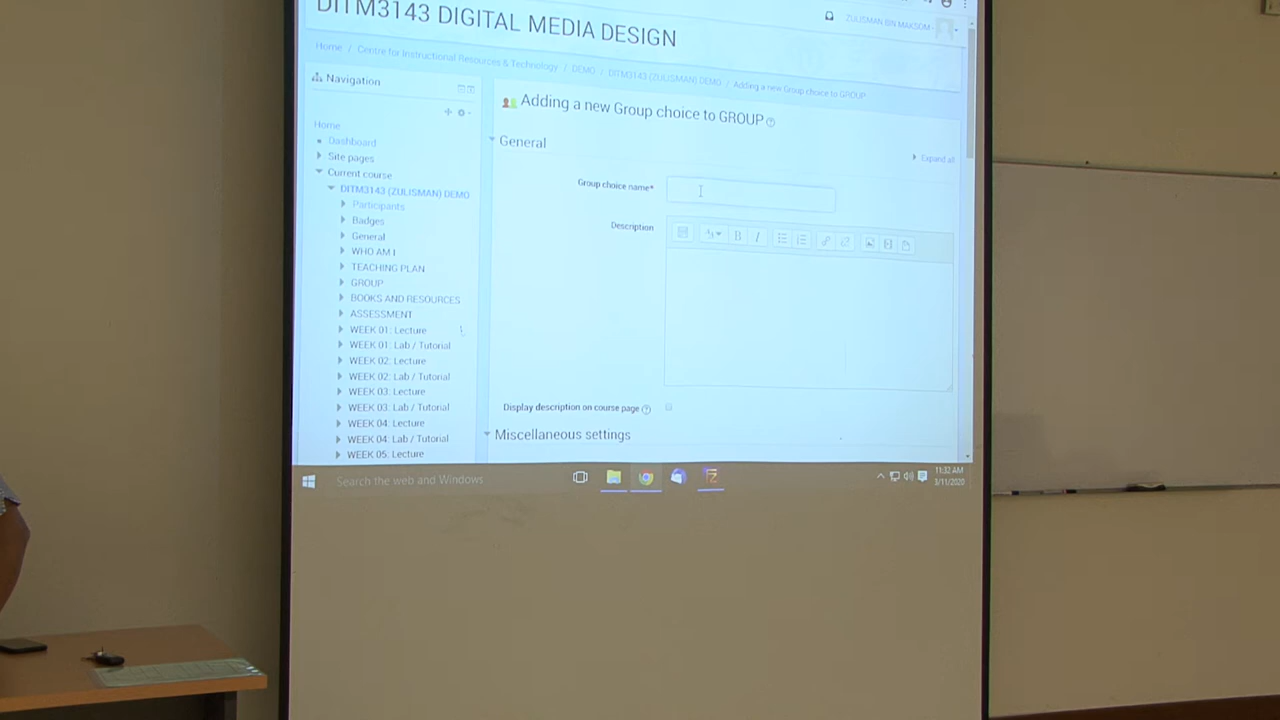 DITM3143 DIGITAL MEDIA DESIGN
ZULISMAN BIN MAKSOM
Home / Centre for Instructional Resources & Technology / DEMO / DITM3143 (ZULISMAN) DEMO / Adding a new Group choice to GROUP
Navigation
Home
Dashboard
Site pages
Current course
DITM3143 (ZULISMAN) DEMO
Participants
Badges
General
WHO AM I
TEACHING PLAN
GROUP
BOOKS AND RESOURCES
ASSESSMENT
WEEK 01: Lecture
WEEK 01: Lab / Tutorial
WEEK 02: Lecture
WEEK 02: Lab / Tutorial
WEEK 03: Lecture
WEEK 03: Lab / Tutorial
WEEK 04: Lecture
WEEK 04: Lab / Tutorial
WEEK 05: Lecture
Adding a new Group choice to GROUP
General
Expand all
Group choice name*
Description
B I
Display description on course page
Miscellaneous settings
Search the web and Windows
11:32 AM
3/11/2020